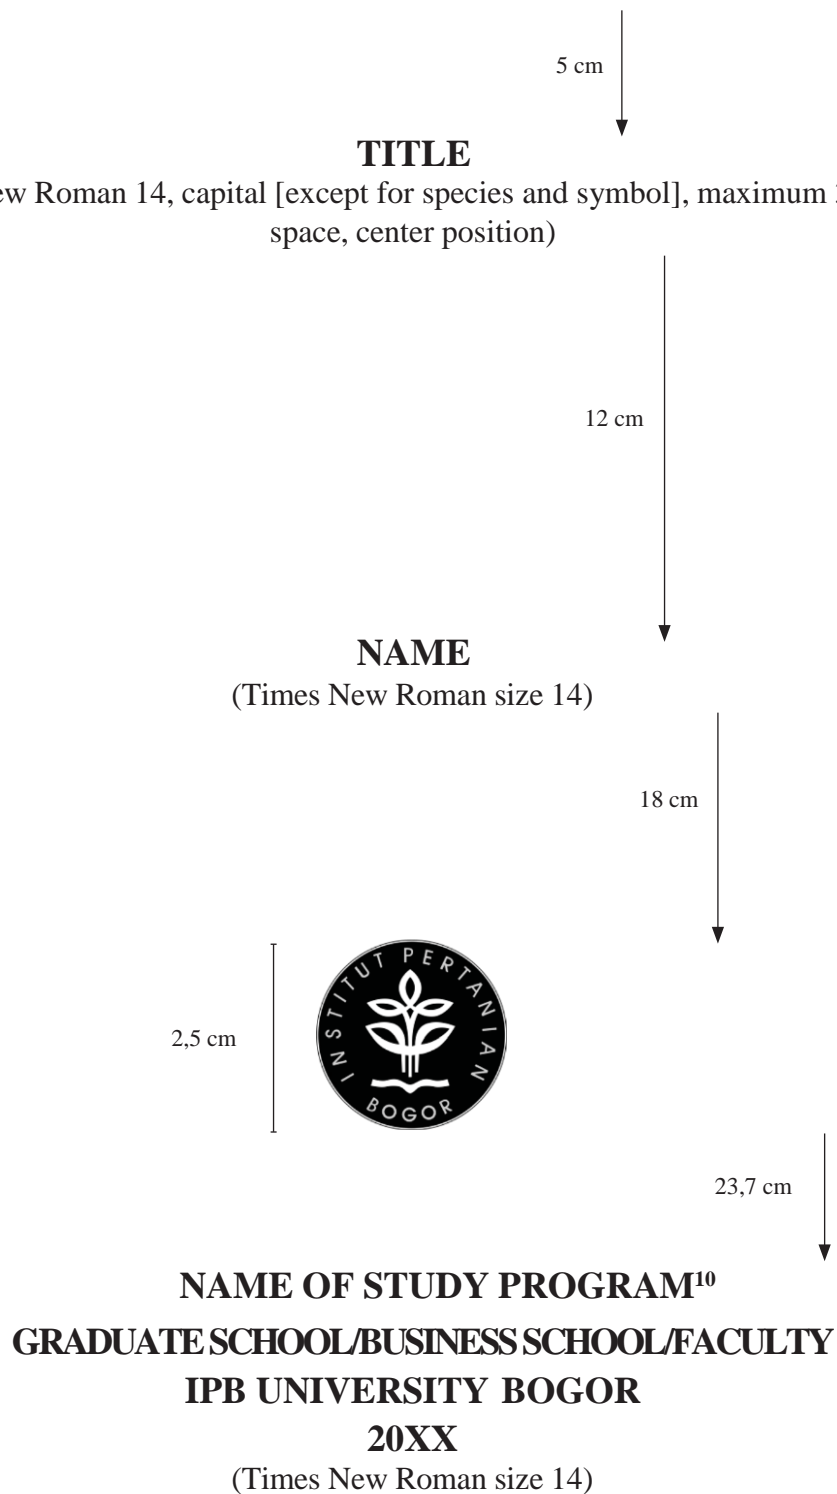 5 cm
TITLE
Roman 14, capital [except for species and symbol], maximum
space, center position)
12 cm
NAME
(Times New Roman size 14)
18 cm
INSTITUT PERTANIAN
BOGOR
2,5 cm
23,7 cm
NAME OF STUDY PROGRAM¹⁰
GRADUATE SCHOOL/BUSINESS SCHOOL/FACULTY
IPB UNIVERSITY BOGOR
20XX
(Times New Roman size 14)